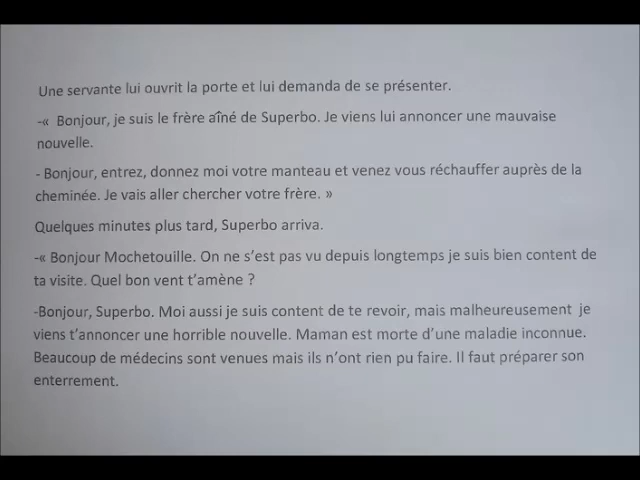 Une servante lui ouvrit la porte et lui demanda de se présenter.
-« Bonjour, je suis le frère aîné de Superbo. Je viens lui annoncer une mauvaise
nouvelle.
- Bonjour, entrez, donnez moi votre manteau et venez vous réchauffer auprès de la
cheminée. Je vais aller chercher votre frère. »
Quelques minutes plus tard, Superbo arriva.
-« Bonjour Mochetouille. On ne s’est pas vu depuis longtemps je suis bien content de
ta visite. Quel bon vent t’amène ?
-Bonjour, Superbo. Moi aussi je suis content de te revoir, mais malheureusement je
viens t’annoncer une horrible nouvelle. Maman est morte d’une maladie inconnue.
Beaucoup de médecins sont venues mais ils n’ont rien pu faire. Il faut préparer son
enterrement.